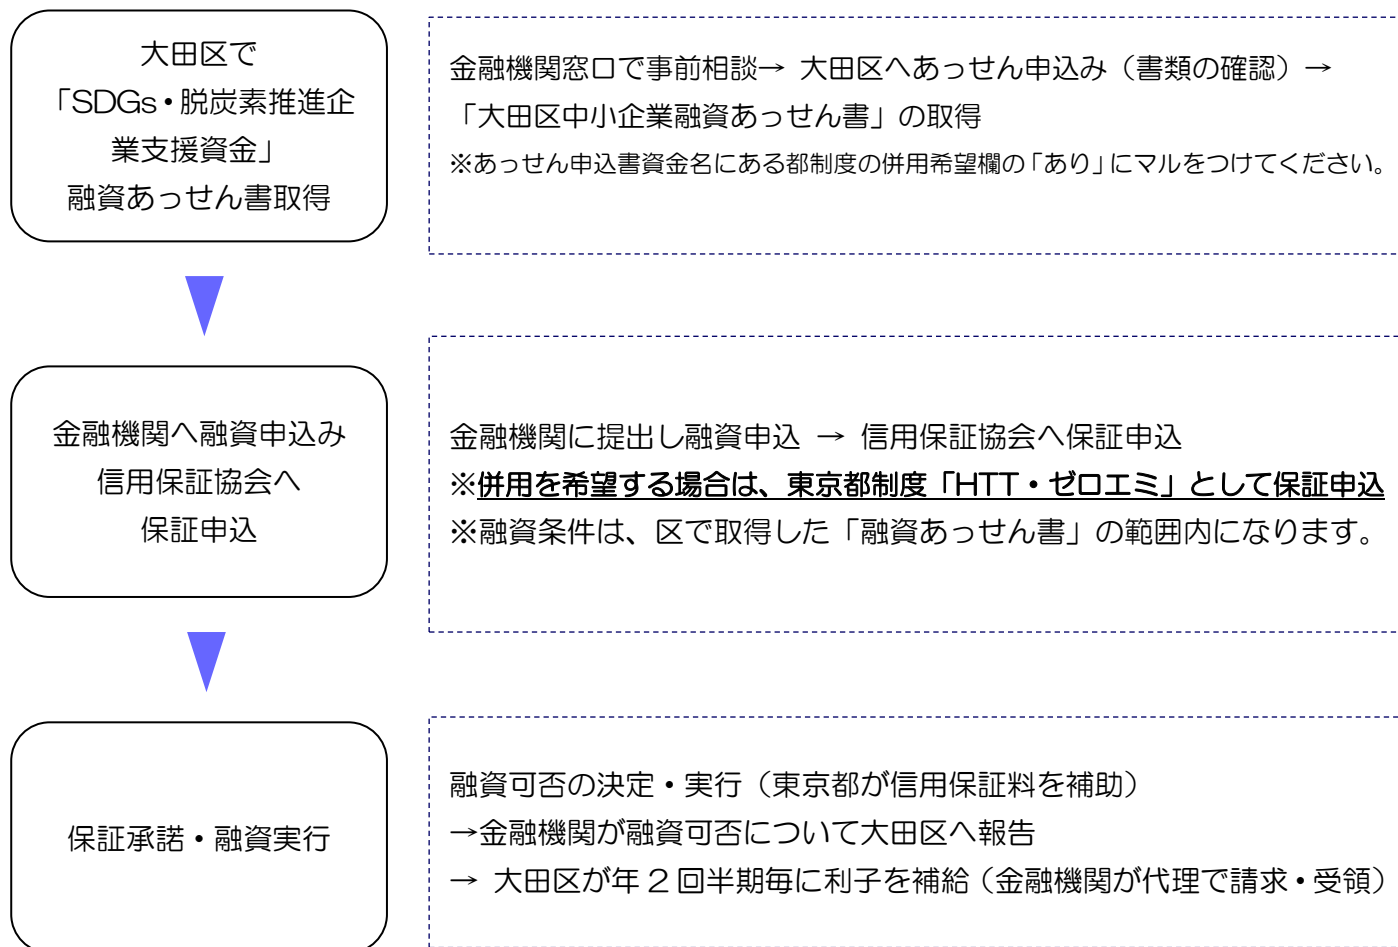 大田区で
「SDGs・脱炭素推進企
業支援資金」
融資あっせん書取得
金融機関窓口で事前相談→ 大田区へあっせん申込み（書類の確認）→
「大田区中小企業融資あっせん書」の取得
※あっせん申込書資金名にある都制度の併用希望欄の「あり」にマルをつけてください。
金融機関へ融資申込み
信用保証協会へ
保証申込
金融機関に提出し融資申込 → 信用保証協会へ保証申込
※併用を希望する場合は、東京都制度「HTT・ゼロエミ」として保証申込
※融資条件は、区で取得した「融資あっせん書」の範囲内になります。
保証承諾・融資実行
融資可否の決定・実行（東京都が信用保証料を補助）
→金融機関が融資可否について大田区へ報告
→ 大田区が年２回半期毎に利子を補給（金融機関が代理で請求・受領）